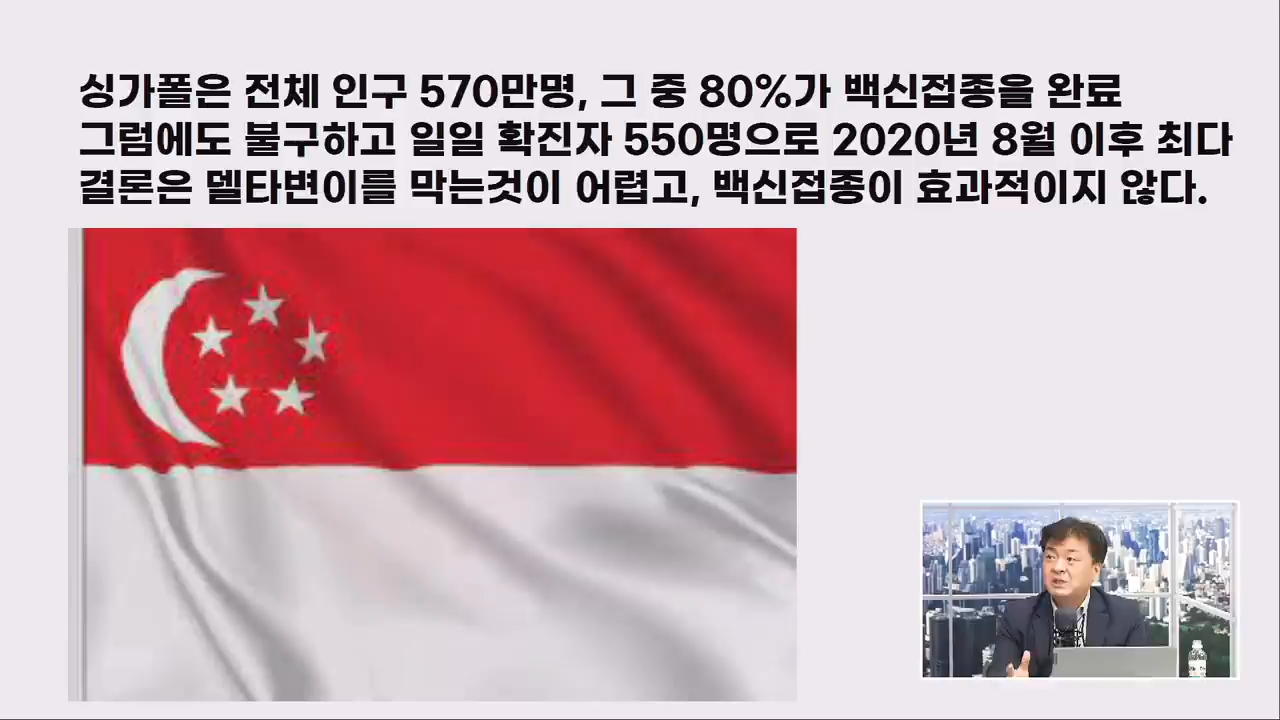 싱가폴은 전체 인구 570만명, 그 중 80%가 백신접종을 완료
그럼에도 불구하고 일일 확진자 550명으로 2020년 8월 이후 최다
결론은 델타변이를 막는것이 어렵고, 백신접종이 효과적이지 않다.